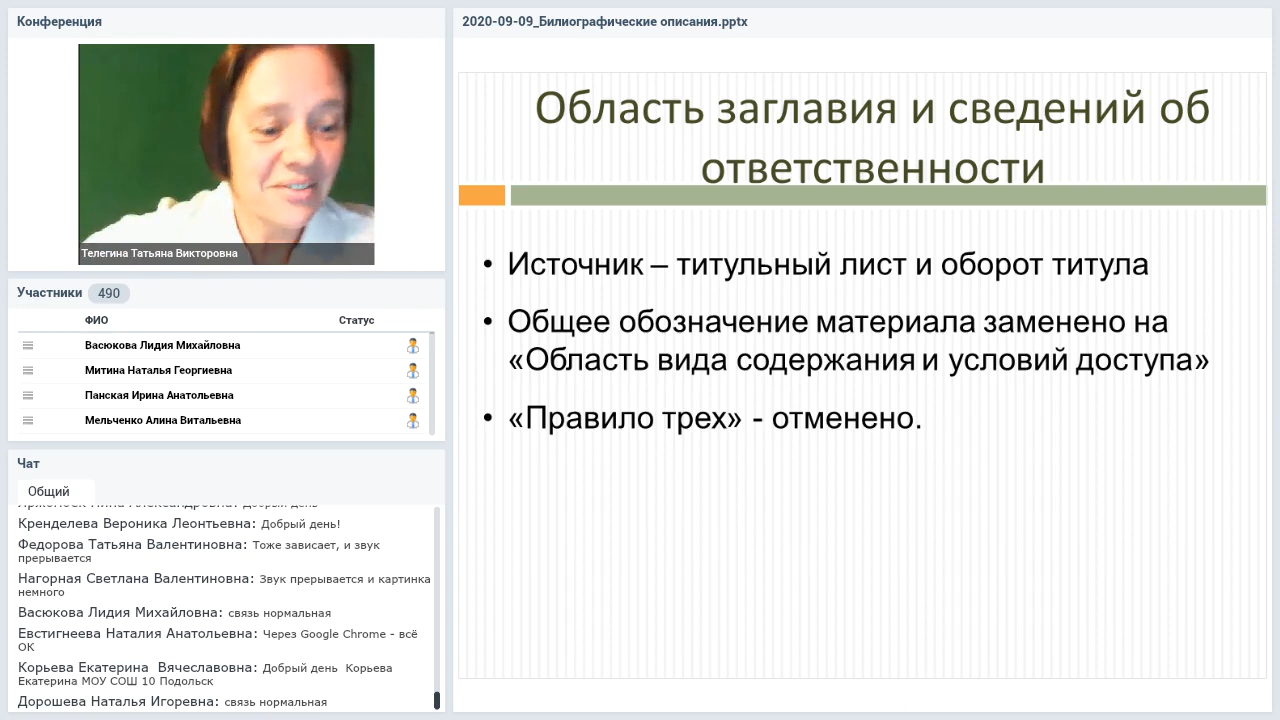 Конференция
Телегина Татьяна Викторовна
Участники 490
ФИО Статус
Васюкова Лидия Михайловна
Митина Наталья Георгиевна
Панская Ирина Анатольевна
Мельченко Алина Витальевна
Чат
Общий
Кренделева Вероника Леонтьевна: Добрый день!
Федорова Татьяна Валентиновна: Тоже зависает, и звук
прерывается
Нагорная Светлана Валентиновна: Звук прерывается и картинка
немного
Васюкова Лидия Михайловна: связь нормальная
Евстигнеева Наталия Анатольевна: Через Google Chrome - всё
ОК
Корьева Екатерина  Вячеславовна: Добрый день  Корьева
Екатерина МОУ СОШ 10 Подольск
Дорошева Наталья Игоревна: связь нормальная
2020-09-09_Билиографические описания.pptx
Область заглавия и сведений об
ответственности
• Источник – титульный лист и оборот титула
• Общее обозначение материала заменено на
«Область вида содержания и условий доступа»
• «Правило трех» - отменено.